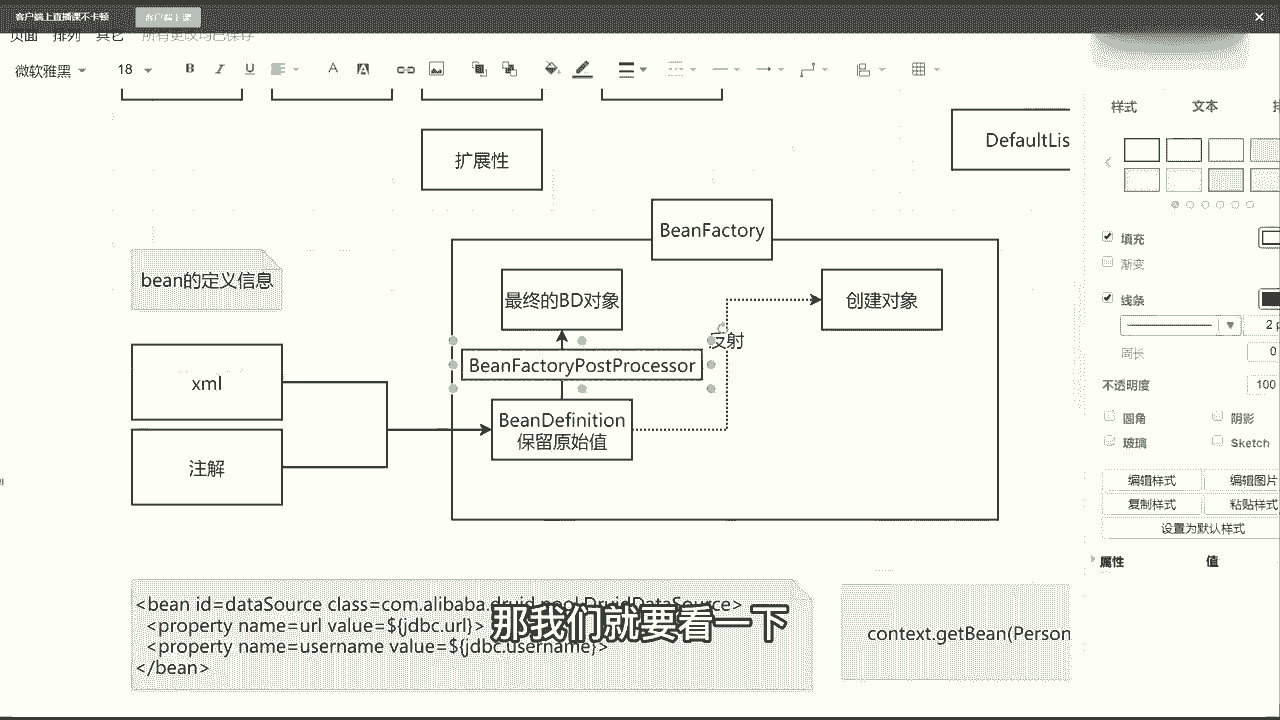 客户端上直播课不卡顿
客户端上课
页面 排列 其它 所有更改均已保存
微软雅黑 18 B I U A
样式 文本
扩展性
DefaultLis
BeanFactory
填充
bean的定义信息
最终的BD对象
创建对象
渐变
线条
反射
周长 0
BeanFactoryPostProcessor
xml
不透明度 100
BeanDefinition
保留原始值
圆角 阴影
玻璃 Sketch
注解
编辑样式 编辑图片
复制样式 粘贴样式
设置为默认样式
属性 值
<bean id=dataSource class=com.alibaba.druid.pool.DruidDataSource>
<property name=url value=${jdbc.url}>
那我们就要看一下
context.getBean(Person
<property name=username value=${jdbc.username}>
</bean>